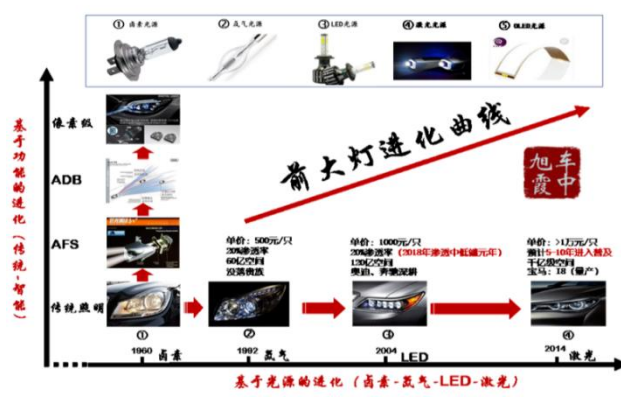 ① 卤素光源
② 氙气光源
③ LED光源
④ 激光光源
⑤ OLED光源
前大灯进化曲线
旭霞
车中
基于功能的进化（传统-智能）
像素级
ADB
AFS
传统照明
单价：500元/只
20%渗透率
60亿空间
没落贵族
单价：1000元/只
20%渗透率（2018年渗透中低端元年）
120亿空间
奥迪、奔驰深耕
单价：>1万元/只
预计5-10年进入普及
千亿级空间
宝马：I8（量产）
①
②
③
④
1960 卤素
1992 氙气
2004 LED
2014 激光
基于光源的进化（卤素-氙气-LED-激光）